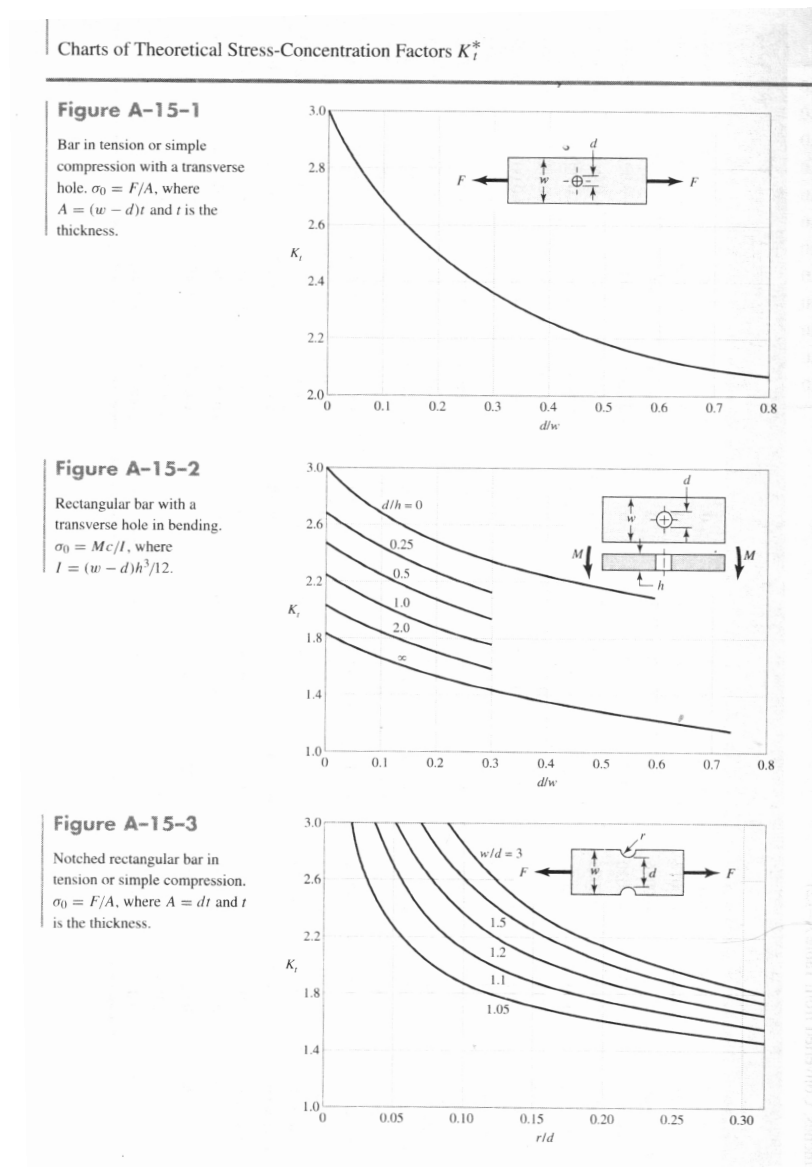 Charts of Theoretical Stress-Concentration Factors K*t
Figure A–15–1
Bar in tension or simple
compression with a transverse
hole. σ0 = F/A, where
A = (w − d)t and t is the
thickness.
3.0
2.8
2.6
Kt
2.4
2.2
2.0
0 0.1 0.2 0.3 0.4 0.5 0.6 0.7 0.8
d/w
d
F w F
Figure A–15–2
Rectangular bar with a
transverse hole in bending.
σ0 = Mc/I, where
I = (w − d)h³/12.
3.0
2.6
2.2
Kt
1.8
1.4
1.0
d/h = 0
0.25
0.5
1.0
2.0
∞
0 0.1 0.2 0.3 0.4 0.5 0.6 0.7 0.8
d/w
d
w
M M
h
Figure A–15–3
Notched rectangular bar in
tension or simple compression.
σ0 = F/A, where A = dt and t
is the thickness.
3.0
2.6
2.2
Kt
1.8
1.4
1.0
w/d = 3
1.5
1.2
1.1
1.05
0 0.05 0.10 0.15 0.20 0.25 0.30
r/d
r
F w d F